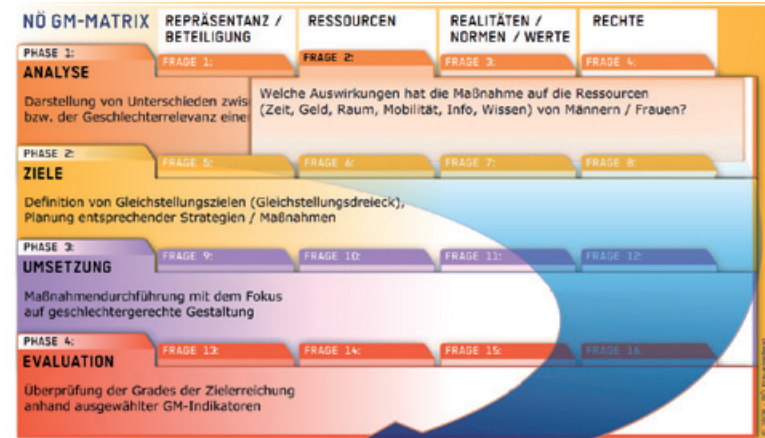 NÖ GM-MATRIX
REPRÄSENTANZ /
BETEILIGUNG
RESSOURCEN
REALITÄTEN /
NORMEN / WERTE
RECHTE
PHASE 1:
ANALYSE
FRAGE 1:
FRAGE 2:
FRAGE 3:
FRAGE 4:
Darstellung von Unterschieden
bzw. der Geschlechterrelevanz
Welche Auswirkungen hat die Maßnahme auf die Ressourcen
(Zeit, Geld, Raum, Mobilität, Info, Wissen) von Männern / Frauen?
PHASE 2:
ZIELE
FRAGE 5:
FRAGE 6:
FRAGE 7:
FRAGE 8:
Definition von Gleichstellungszielen (Gleichstellungsdreieck),
Planung entsprechender Strategien / Maßnahmen
PHASE 3:
UMSETZUNG
FRAGE 9:
FRAGE 10:
FRAGE 11:
FRAGE 12:
Maßnahmendurchführung mit dem Fokus
auf geschlechtergerechte Gestaltung
PHASE 4:
EVALUATION
FRAGE 13:
FRAGE 14:
FRAGE 15:
FRAGE 16:
Überprüfung der Grades der Zielerreichung
anhand ausgewählter GM-Indikatoren